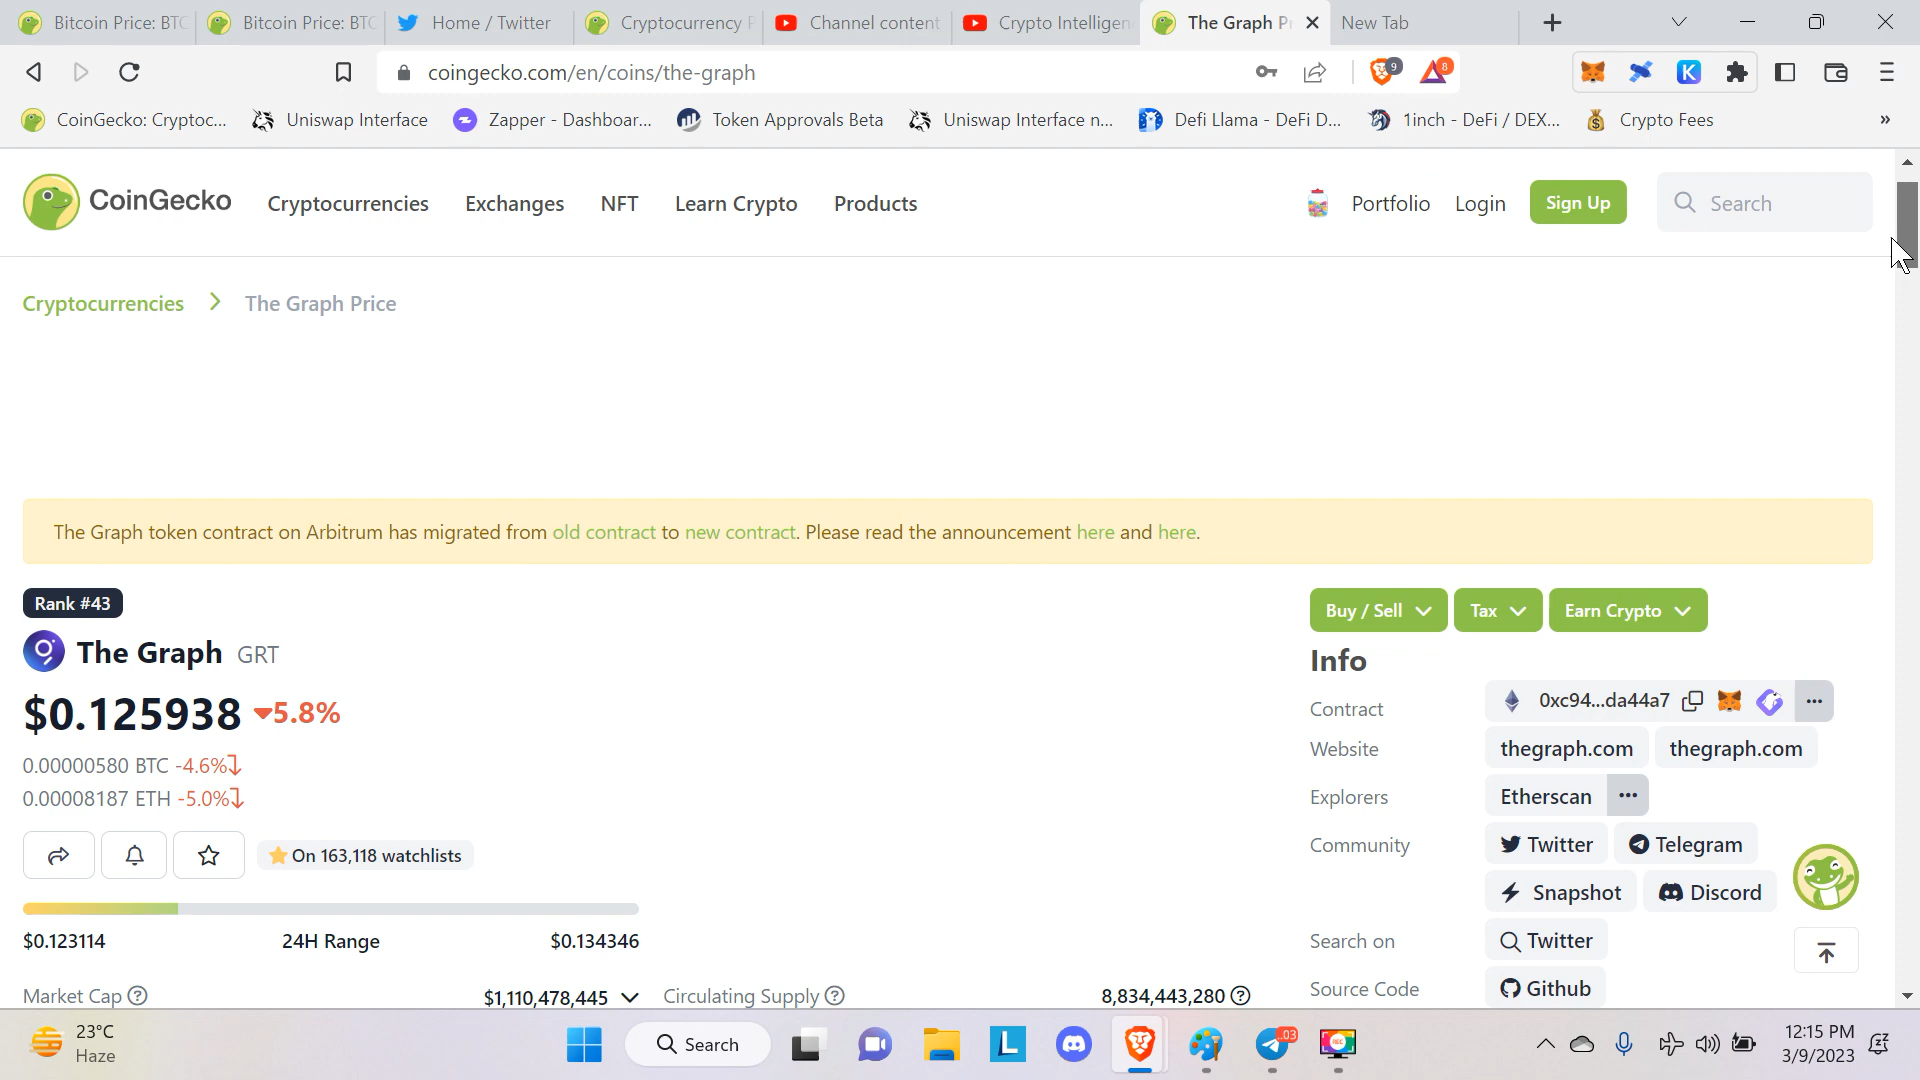 Bitcoin Price: BTC
Bitcoin Price: BTC
Home / Twitter
Cryptocurrency P
Channel content
Crypto Intelligen
The Graph P
New Tab
coingecko.com/en/coins/the-graph
9
8
CoinGecko: Cryptoc...
Uniswap Interface
Zapper - Dashboar...
Token Approvals Beta
Uniswap Interface n...
Defi Llama - DeFi D...
1inch - DeFi / DEX...
Crypto Fees
»
CoinGecko
Cryptocurrencies
Exchanges
NFT
Learn Crypto
Products
Portfolio
Login
Sign Up
Search
Cryptocurrencies
The Graph Price
The Graph token contract on Arbitrum has migrated from old contract to new contract. Please read the announcement here and here.
Rank #43
The Graph GRT
$0.125938 5.8%
0.00000580 BTC -4.6%
0.00008187 ETH -5.0%
On 163,118 watchlists
$0.123114
24H Range
$0.134346
Market Cap
$1,110,478,445
Circulating Supply
8,834,443,280
Buy / Sell
Tax
Earn Crypto
Info
Contract
0xc94...da44a7
Website
thegraph.com
thegraph.com
Explorers
Etherscan
Community
Twitter
Telegram
Snapshot
Discord
Search on
Twitter
Source Code
Github
23°C
Haze
Search
L
REC
.03
12:15 PM
3/9/2023